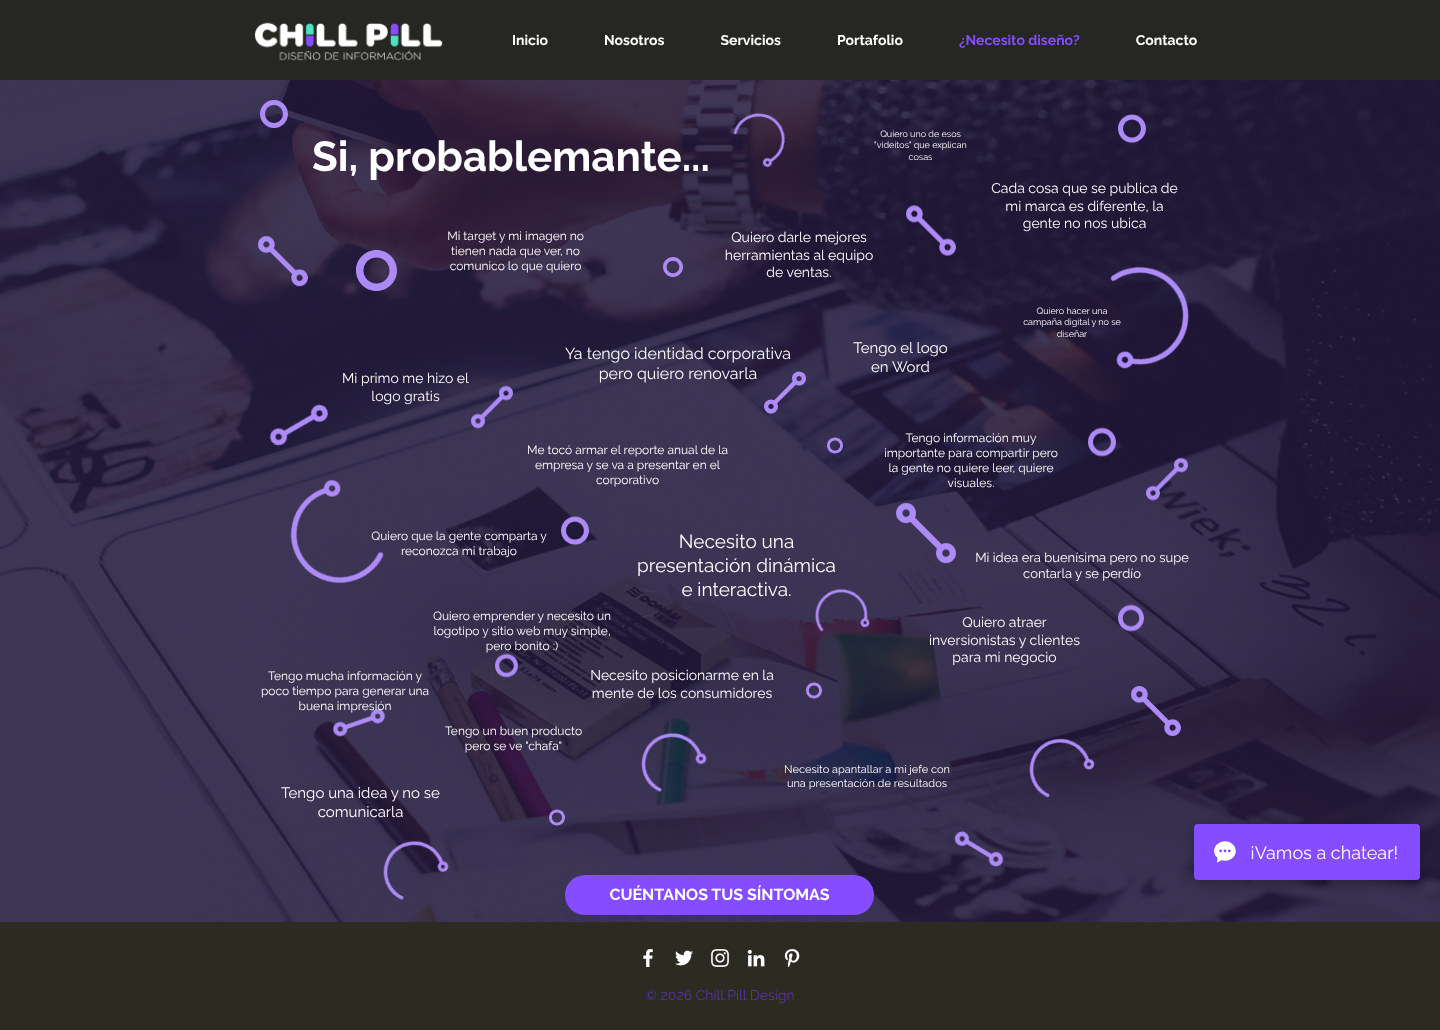 CHILL PILL
DISEÑO DE INFORMACIÓN
Inicio
Nosotros
Servicios
Portafolio
¿Necesito diseño?
Contacto
Si, probablemante...
Quiero uno de esos
"videitos" que explican
cosas
Cada cosa que se publica de
mi marca es diferente, la
gente no nos ubica
Mi target y mi imagen no
tienen nada que ver, no
comunico lo que quiero
Quiero darle mejores
herramientas al equipo
de ventas.
Quiero hacer una
campaña digital y no se
diseñar
Ya tengo identidad corporativa
pero quiero renovarla
Tengo el logo
en Word
Mi primo me hizo el
logo gratis
Me tocó armar el reporte anual de la
empresa y se va a presentar en el
corporativo
Tengo información muy
importante para compartir pero
la gente no quiere leer, quiere
visuales.
Quiero que la gente comparta y
reconozca mi trabajo
Necesito una
presentación dinámica
e interactiva.
Mi idea era buenísima pero no supe
contarla y se perdío
Quiero emprender y necesito un
logotipo y sitio web muy simple,
pero bonito :)
Quiero atraer
inversionistas y clientes
para mi negocio
Tengo mucha información y
poco tiempo para generar una
buena impresión
Necesito posicionarme en la
mente de los consumidores
Tengo un buen producto
pero se ve "chafa"
Necesito apantallar a mi jefe con
una presentación de resultados
Tengo una idea y no se
comunicarla
¡Vamos a chatear!
CUÉNTANOS TUS SÍNTOMAS
© 2026 Chill Pill Design